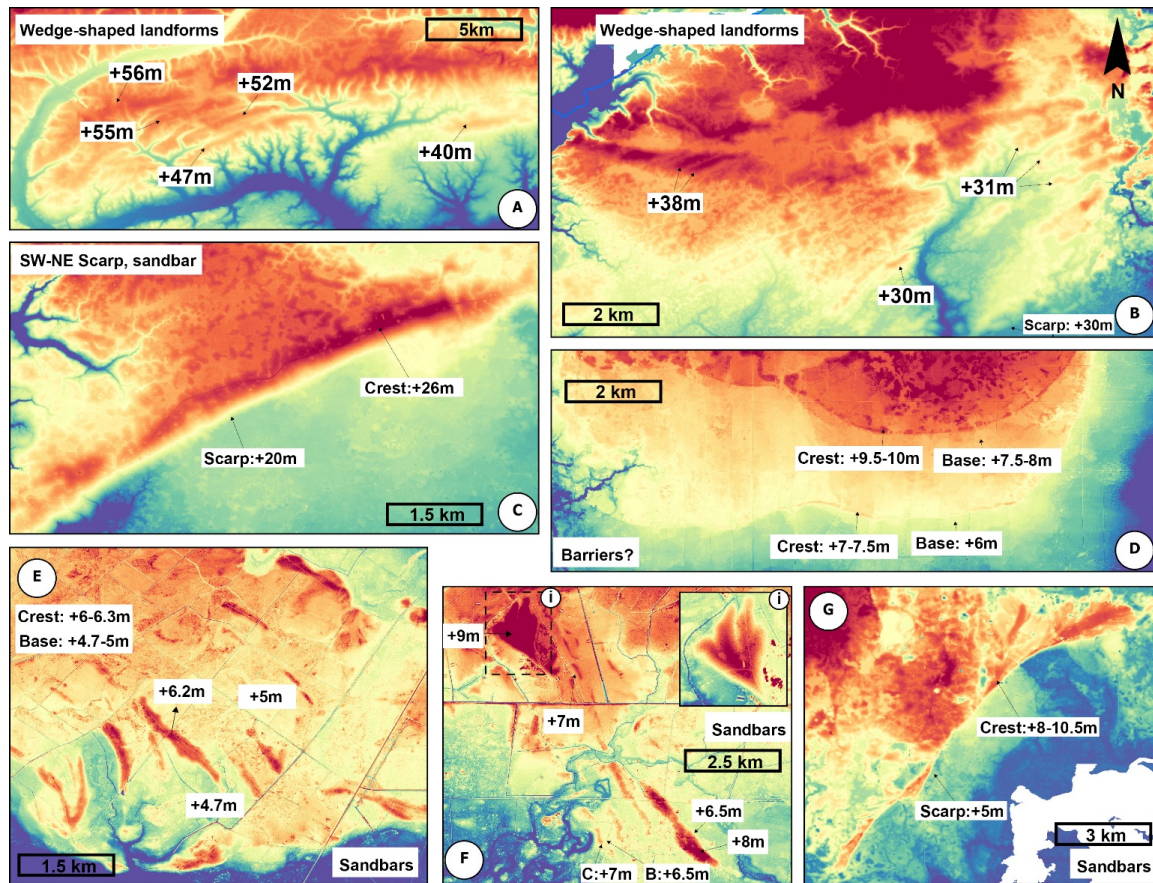 Wedge-shaped landforms
5km
+56m
+52m
+55m
+47m
+40m
A
Wedge-shaped landforms
N
+38m
+31m
+30m
2 km
Scarp: +30m
B
SW-NE Scarp, sandbar
Crest:+26m
Scarp:+20m
1.5 km
C
2 km
Crest: +9.5-10m
Base: +7.5-8m
Crest: +7-7.5m
Base: +6m
Barriers?
D
E
Crest: +6-6.3m
Base: +4.7-5m
+6.2m
+5m
+4.7m
1.5 km
Sandbars
i
i
+9m
+7m
Sandbars
2.5 km
+6.5m
+8m
F
C:+7m
B:+6.5m
G
Crest:+8-10.5m
Scarp:+5m
3 km
Sandbars